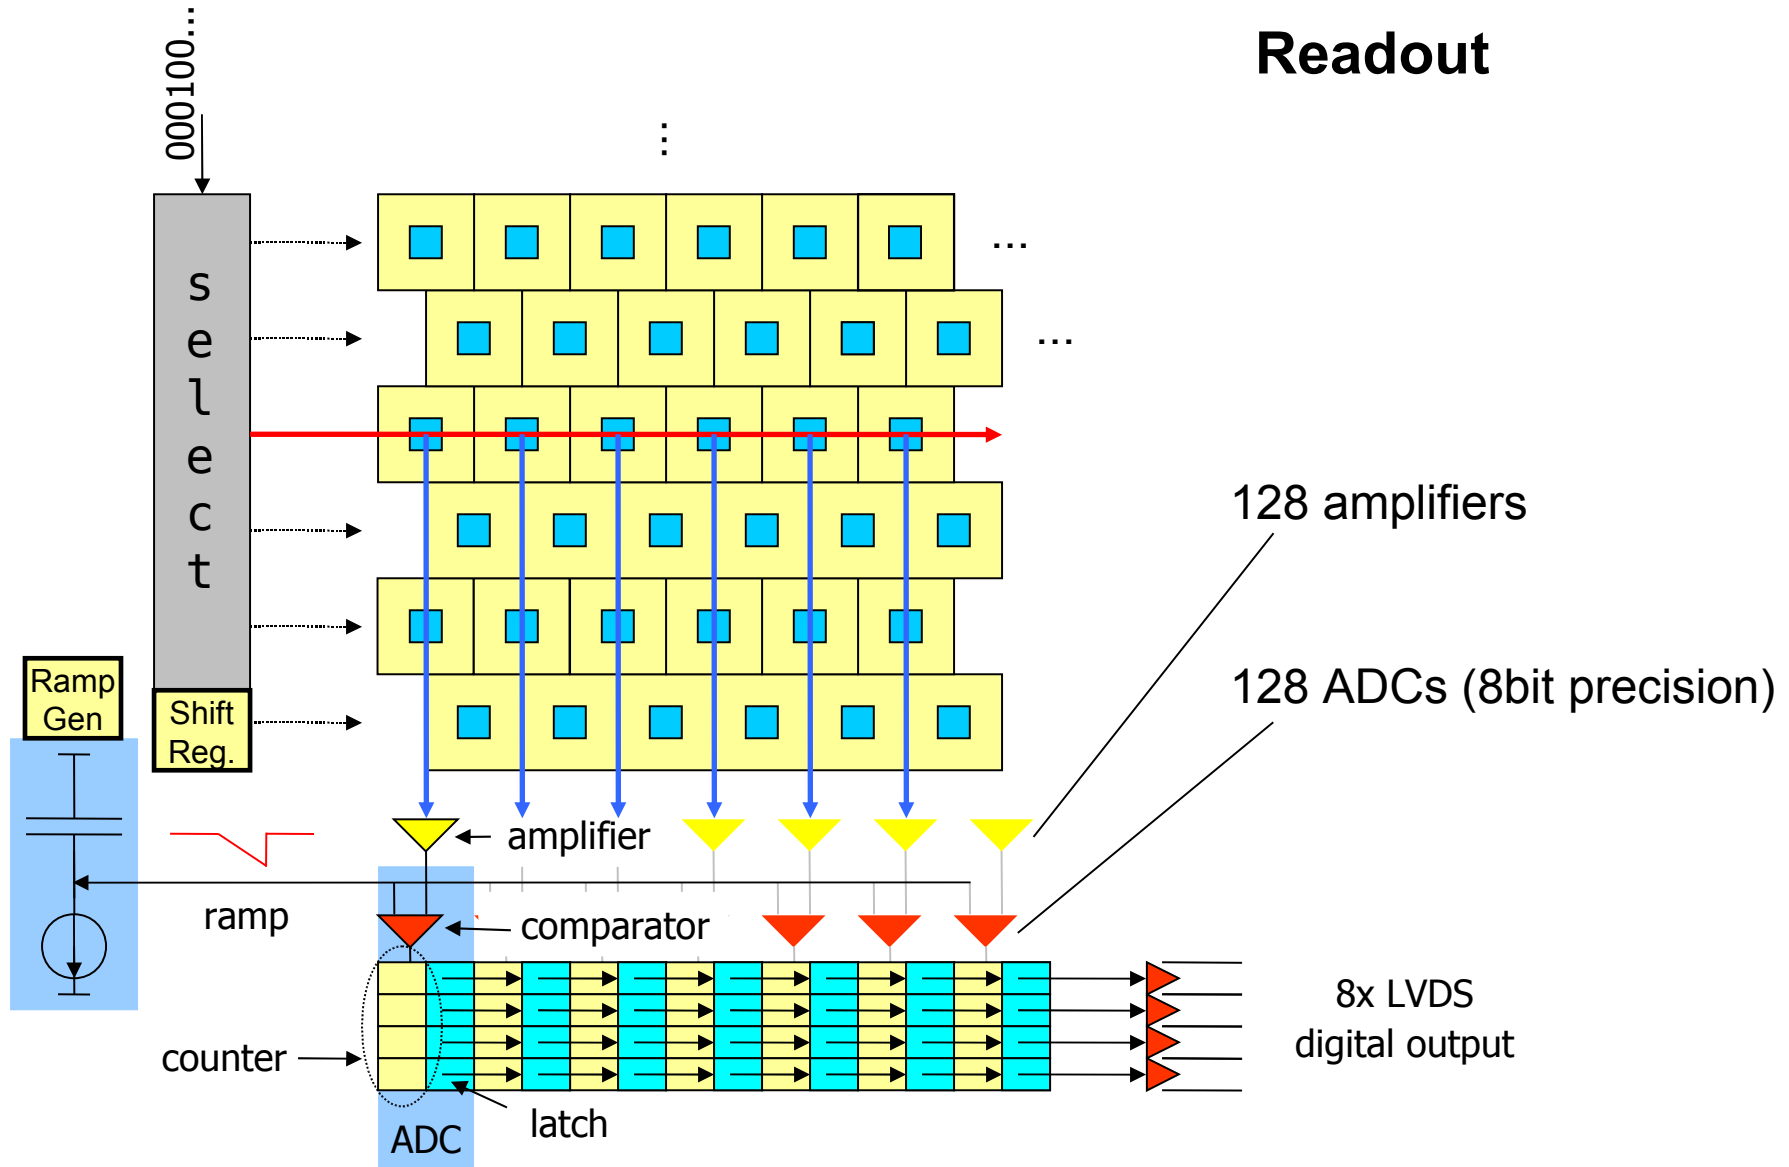 Readout
000100...
...
...
...
select
Ramp
Gen
Shift
Reg.
128 amplifiers
128 ADCs (8bit precision)
amplifier
ramp
comparator
8x LVDS
digital output
counter
latch
ADC